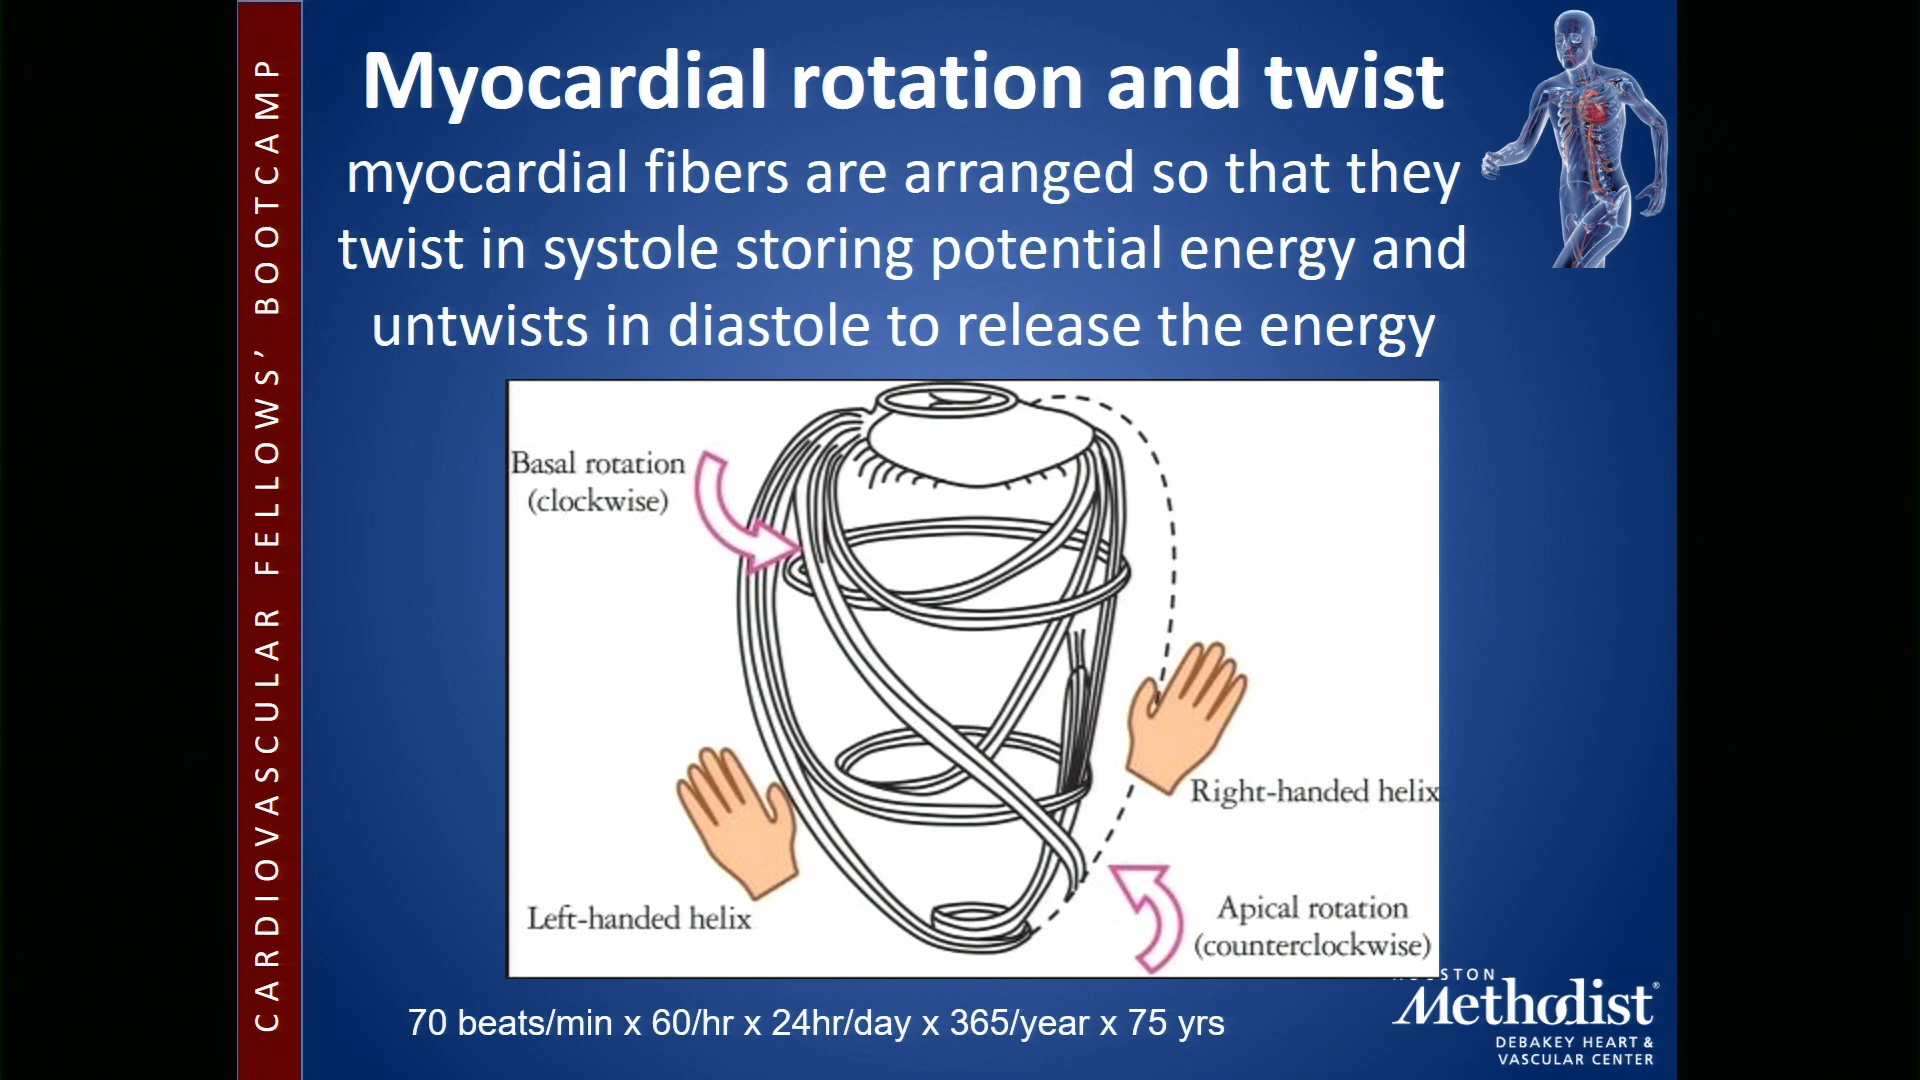 CARDIOVASCULAR FELLOWS’ BOOTCAMP
Myocardial rotation and twist
myocardial fibers are arranged so that they
twist in systole storing potential energy and
untwists in diastole to release the energy
Basal rotation
(clockwise)
Right-handed helix
Left-handed helix
Apical rotation
(counterclockwise)
70 beats/min x 60/hr x 24hr/day x 365/year x 75 yrs
HOUSTON
Methodist®
DEBAKEY HEART &
VASCULAR CENTER